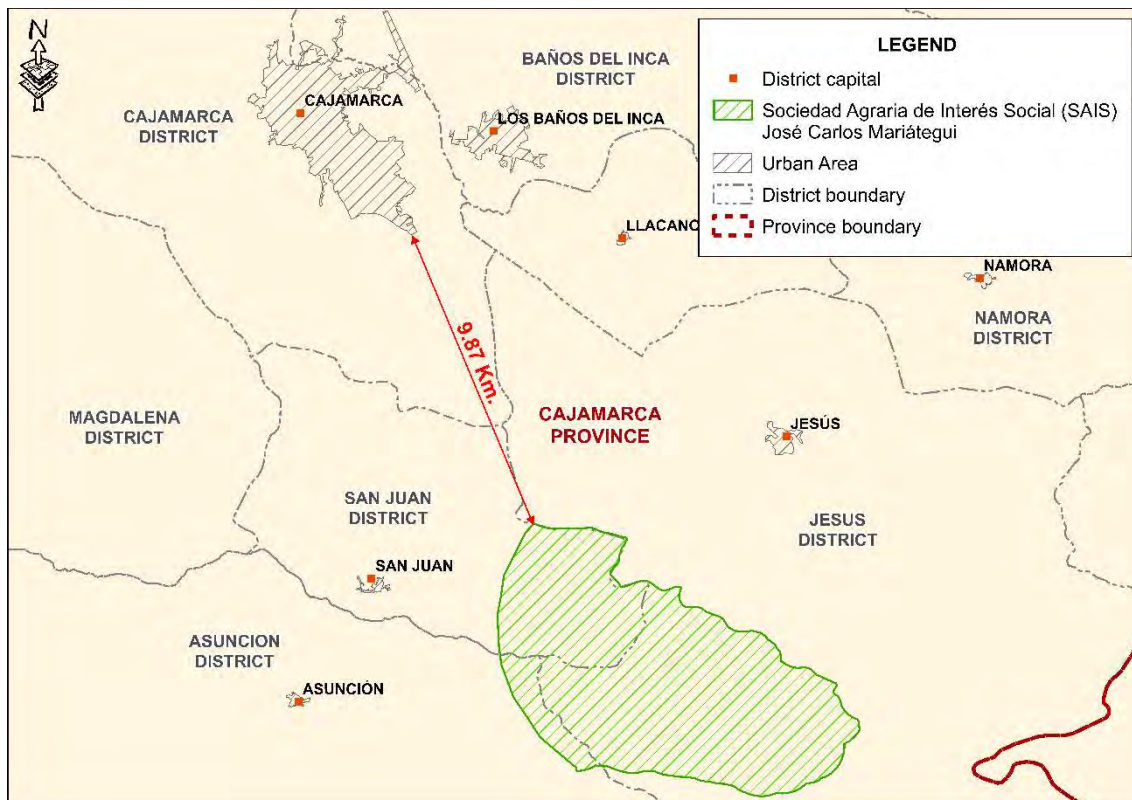 N
BAÑOS DEL INCA
DISTRICT
CAJAMARCA
CAJAMARCA
DISTRICT
LOS BAÑOS DEL INCA
LEGEND
District capital
Sociedad Agraria de Interés Social (SAIS)
José Carlos Mariátegui
Urban Area
District boundary
Province boundary
LLACANO
NAMORA
NAMORA
DISTRICT
9.87 Km.
MAGDALENA
DISTRICT
CAJAMARCA
PROVINCE
JESÚS
SAN JUAN
DISTRICT
JESUS
DISTRICT
SAN JUAN
ASUNCION
DISTRICT
ASUNCIÓN